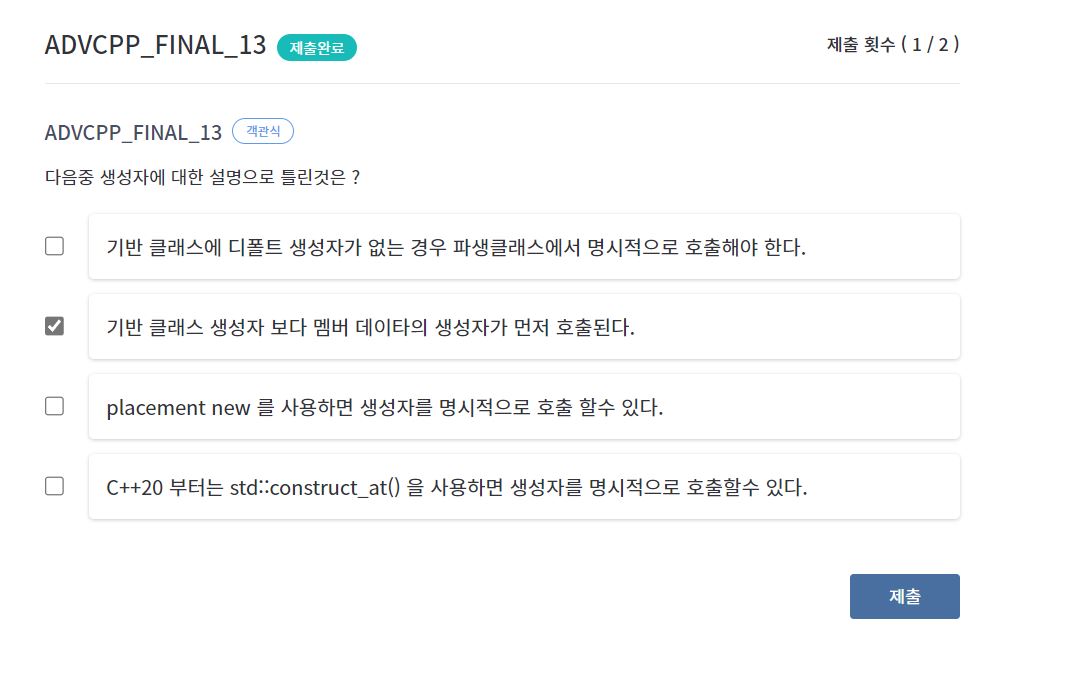 ADVCPP_FINAL_13 제출완료 제출 횟수 ( 1 / 2 )
ADVCPP_FINAL_13 객관식
다음중 생성자에 대한 설명으로 틀린것은 ?
기반 클래스에 디폴트 생성자가 없는 경우 파생클래스에서 명시적으로 호출해야 한다.
기반 클래스 생성자 보다 멤버 데이타의 생성자가 먼저 호출된다.
placement new 를 사용하면 생성자를 명시적으로 호출 할수 있다.
C++20 부터는 std::construct_at() 을 사용하면 생성자를 명시적으로 호출할수 있다.
제출